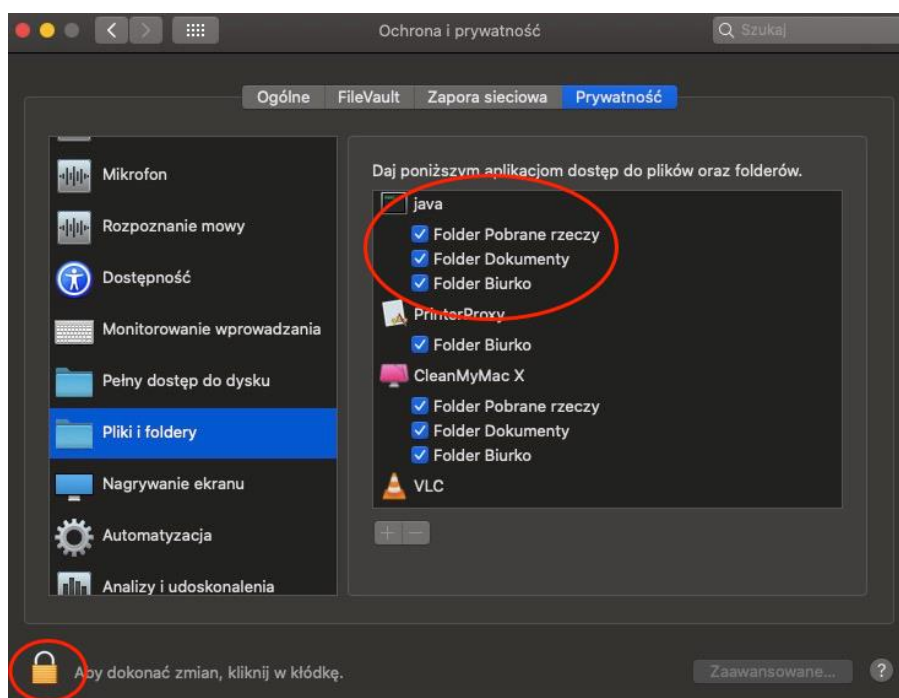 Ochrona i prywatność
Szukaj
Ogólne
FileVault
Zapora sieciowa
Prywatność
Mikrofon
Rozpoznanie mowy
Dostępność
Monitorowanie wprowadzania
Pełny dostęp do dysku
Pliki i foldery
Nagrywanie ekranu
Automatyzacja
Analizy i udoskonalenia
Daj poniższym aplikacjom dostęp do plików oraz folderów.
java
Folder Pobrane rzeczy
Folder Dokumenty
Folder Biurko
PrinterProxy
Folder Biurko
CleanMyMac X
Folder Pobrane rzeczy
Folder Dokumenty
Folder Biurko
VLC
+ −
Aby dokonać zmian, kliknij w kłódkę.
Zaawansowane...
?